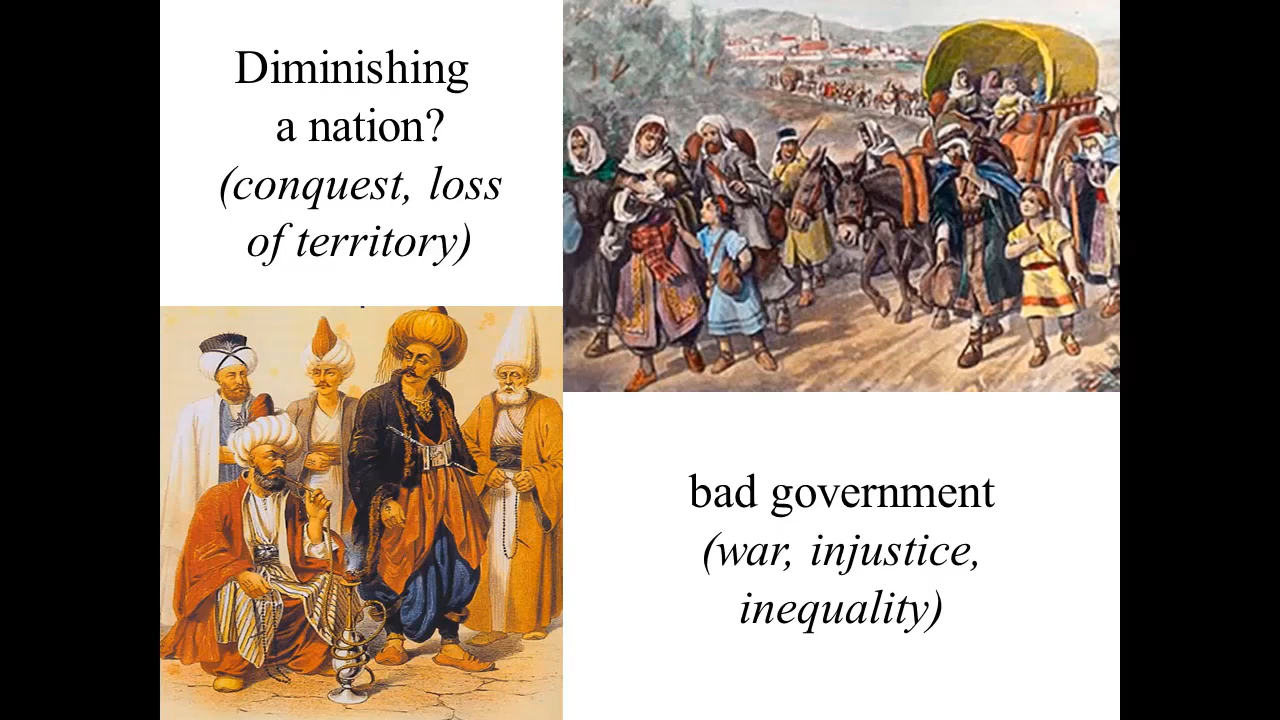 Diminishing
a nation?
(conquest, loss
of territory)
bad government
(war, injustice,
inequality)